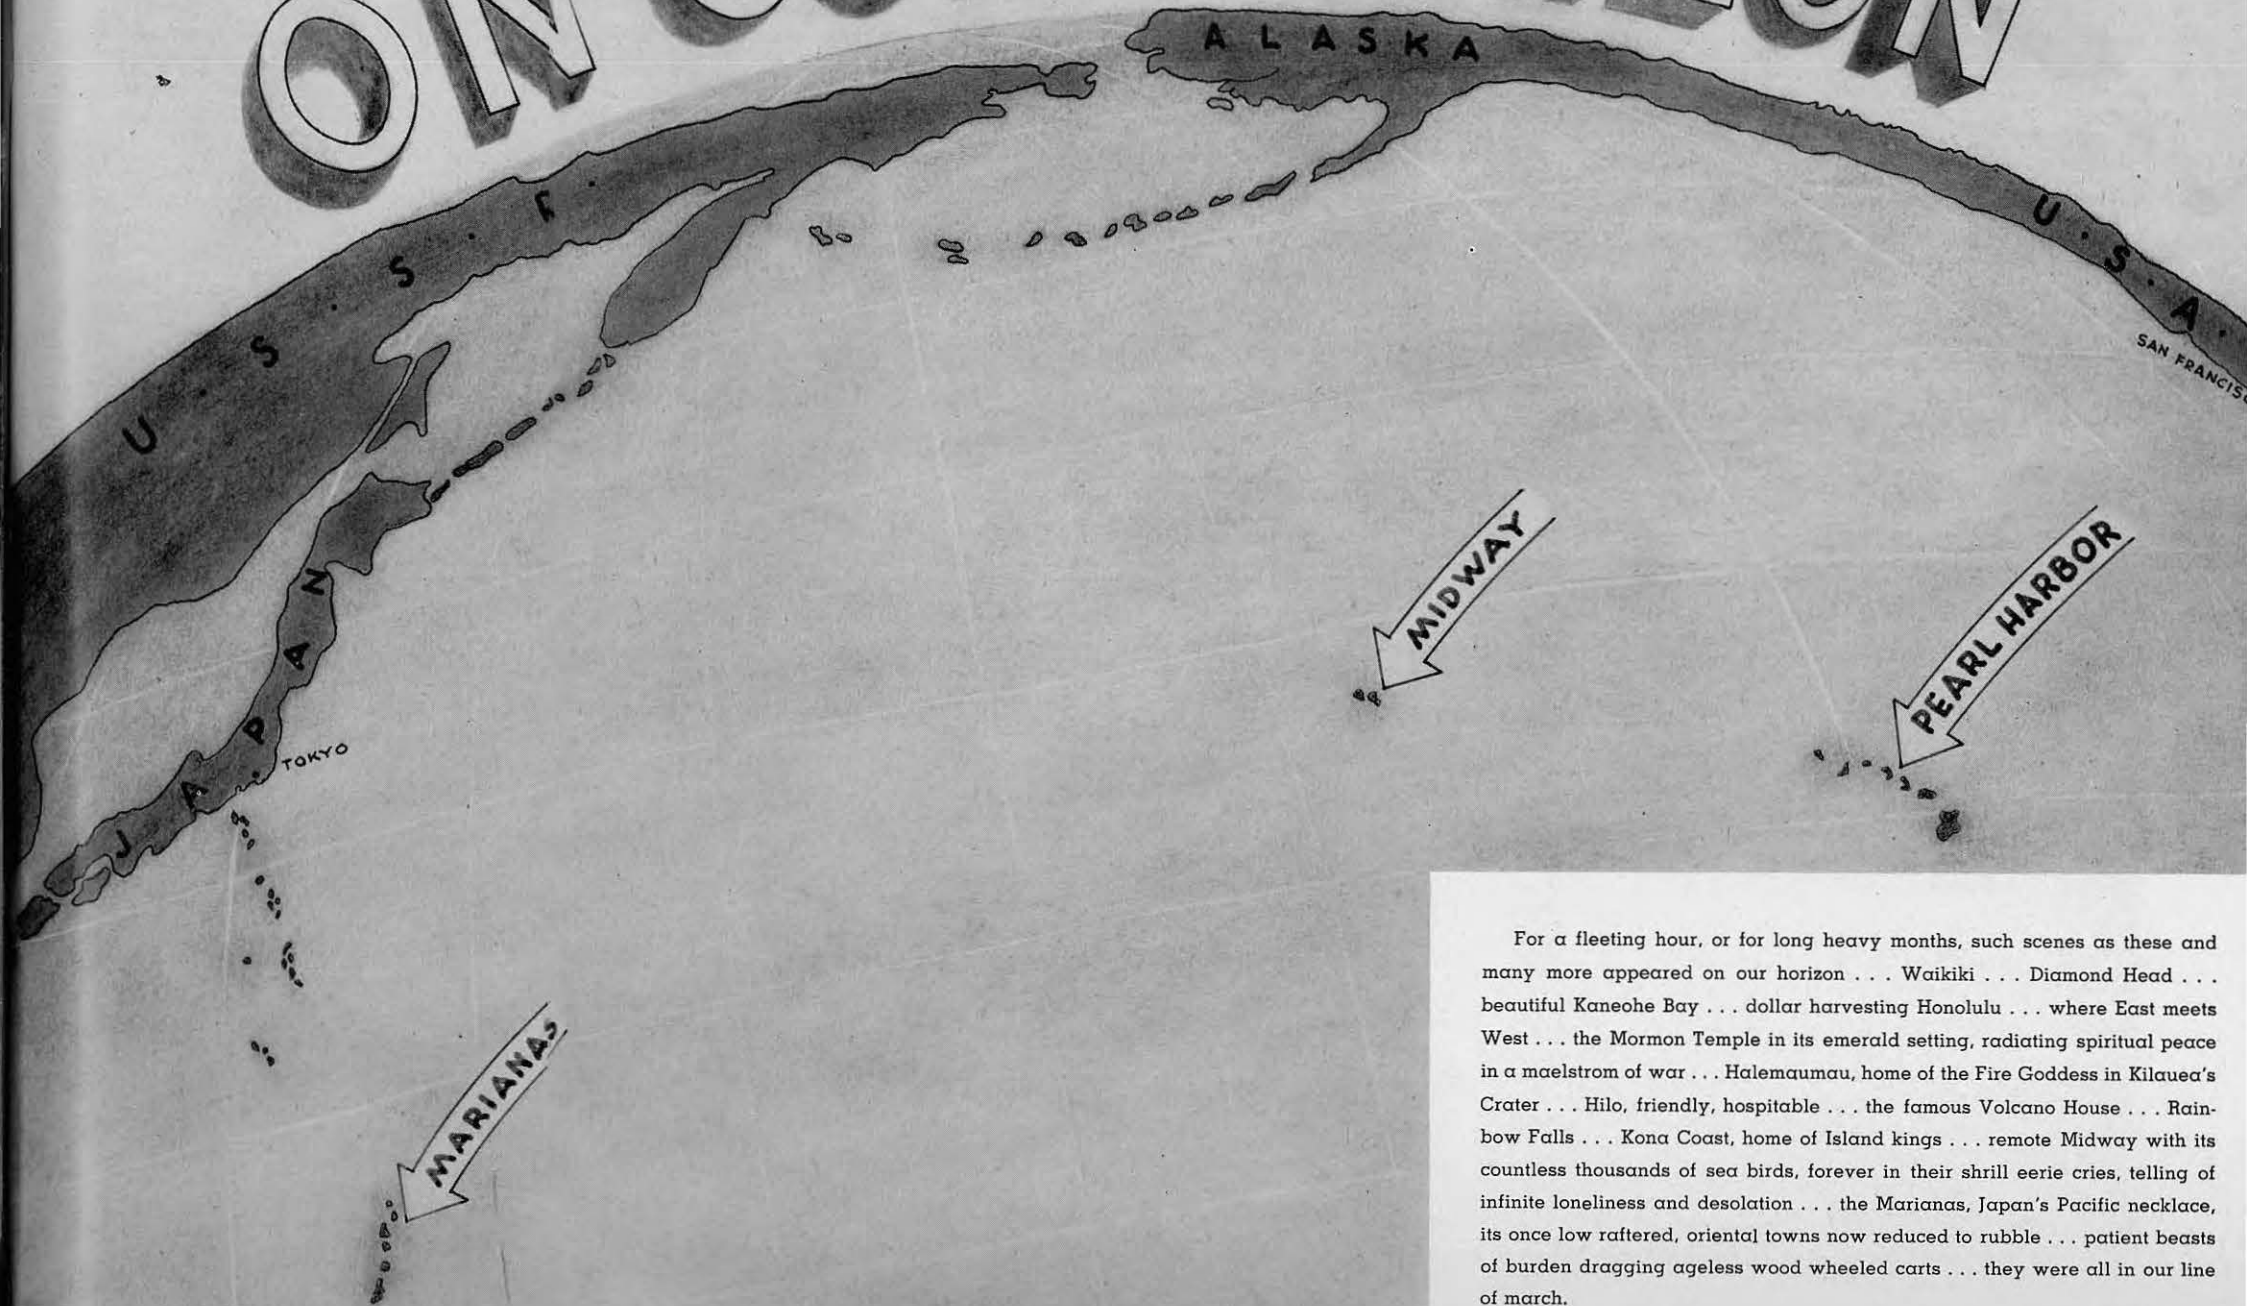 ON
ALASKA
U.S.S.R.
U.S.A.
JAPAN
TOKYO
MIDWAY
PEARL HARBOR
MARIANAS
For a fleeting hour, or for long heavy months, such scenes as these and
many more appeared on our horizon . . . Waikiki . . . Diamond Head . . .
beautiful Kaneohe Bay . . . dollar harvesting Honolulu . . . where East meets
West . . . the Mormon Temple in its emerald setting, radiating spiritual peace
in a maelstrom of war . . . Halemaumau, home of the Fire Goddess in Kilauea's
Crater . . . Hilo, friendly, hospitable . . . the famous Volcano House . . . Rain-
bow Falls . . . Kona Coast, home of Island kings . . . remote Midway with its
countless thousands of sea birds, forever in their shrill eerie cries, telling of
infinite loneliness and desolation . . . the Marianas, Japan's Pacific necklace,
its once low raftered, oriental towns now reduced to rubble . . . patient beasts
of burden dragging ageless wood wheeled carts . . . they were all in our line
of march.